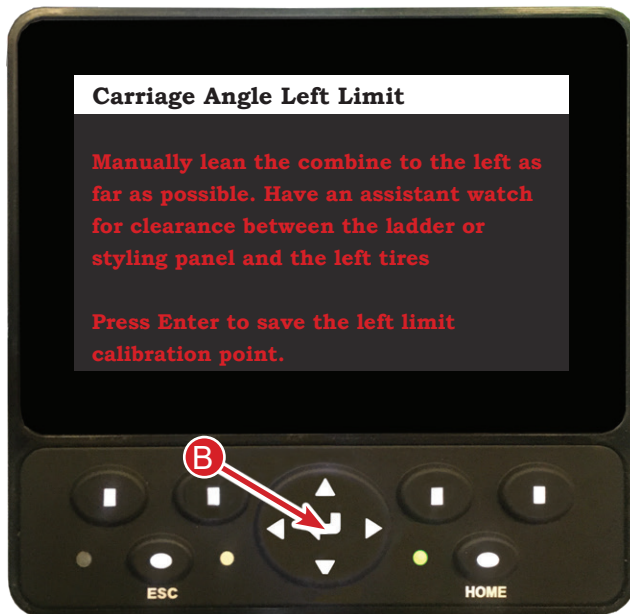 Carriage Angle Left Limit
Manually lean the combine to the left as
far as possible. Have an assistant watch
for clearance between the ladder or
styling panel and the left tires
Press Enter to save the left limit
calibration point.
B
ESC
HOME